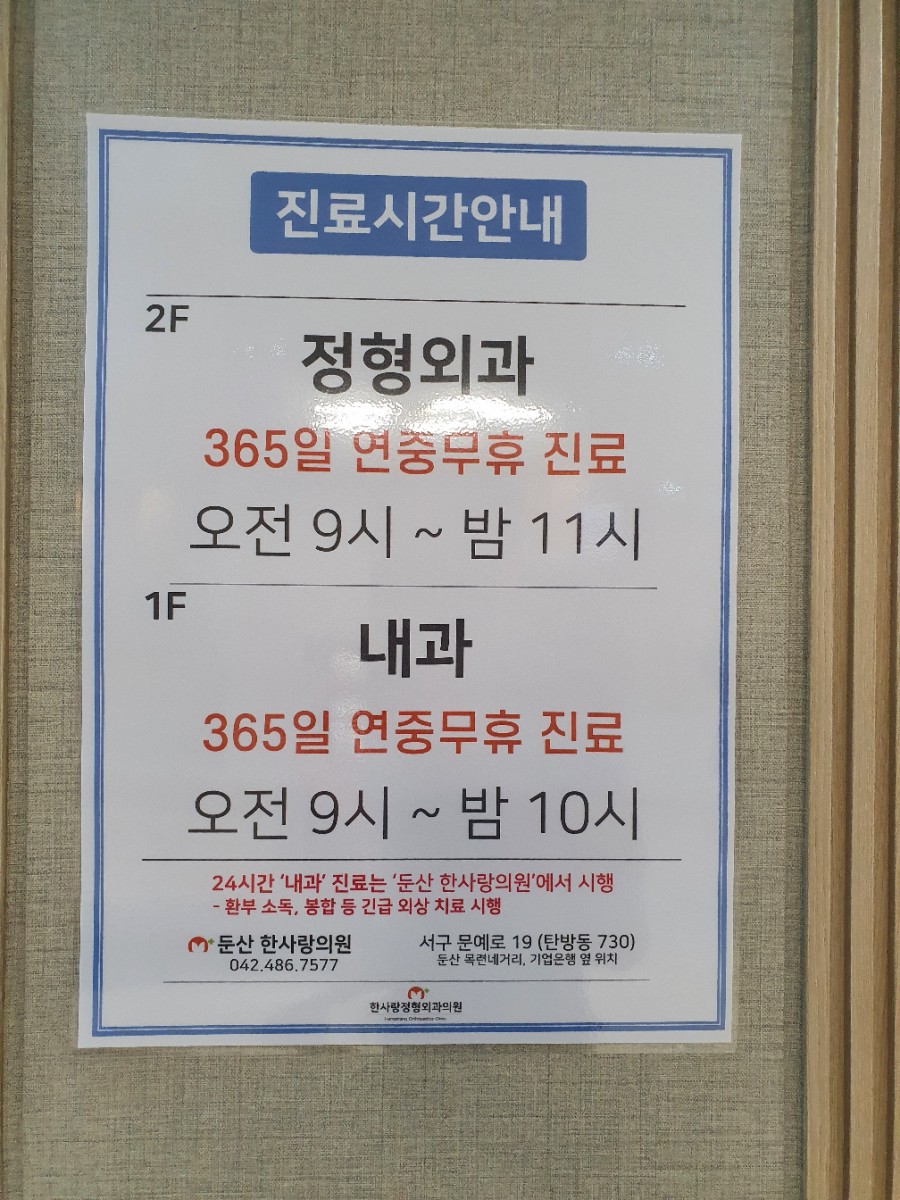 진료시간안내
2F
정형외과
365일 연중무휴 진료
오전 9시 ~ 밤 11시
1F
내과
365일 연중무휴 진료
오전 9시 ~ 밤 10시
24시간 '내과' 진료는 '둔산 한사랑의원'에서 시행
- 환부 소독, 봉합 등 긴급 외상 치료 시행
둔산 한사랑의원
042.486.7577
서구 문예로 19 (탄방동 730)
둔산 목련네거리, 기업은행 옆 위치
한사랑정형외과의원